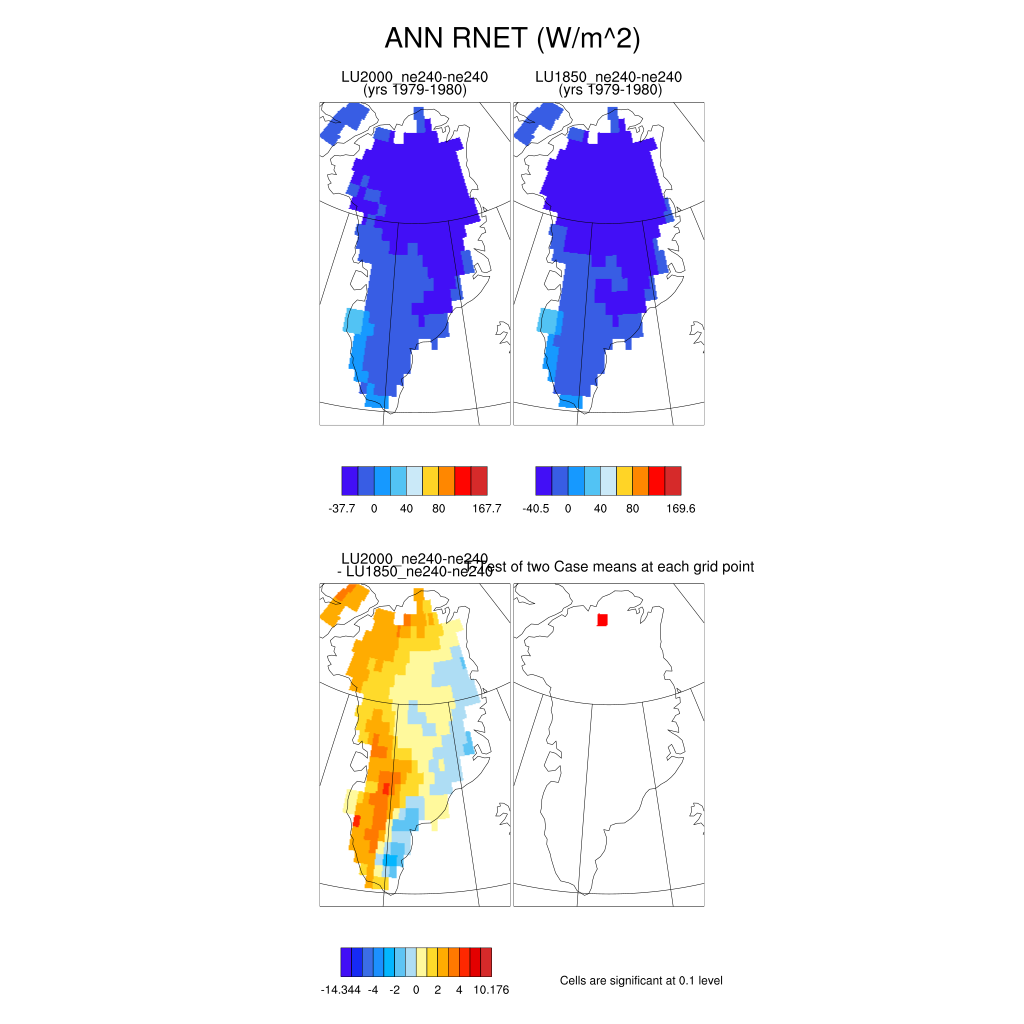 ANN RNET (W/m^2)
LU2000_ne240-ne240
(yrs 1979-1980)
LU1850_ne240-ne240
(yrs 1979-1980)
-37.7 0 40 80 167.7
-40.5 0 40 80 169.6
LU2000_ne240-ne240
- LU1850_ne240-ne240
T-Test of two Case means at each grid point
-14.344 -4 -2 0 2 4 10.176
Cells are significant at 0.1 level